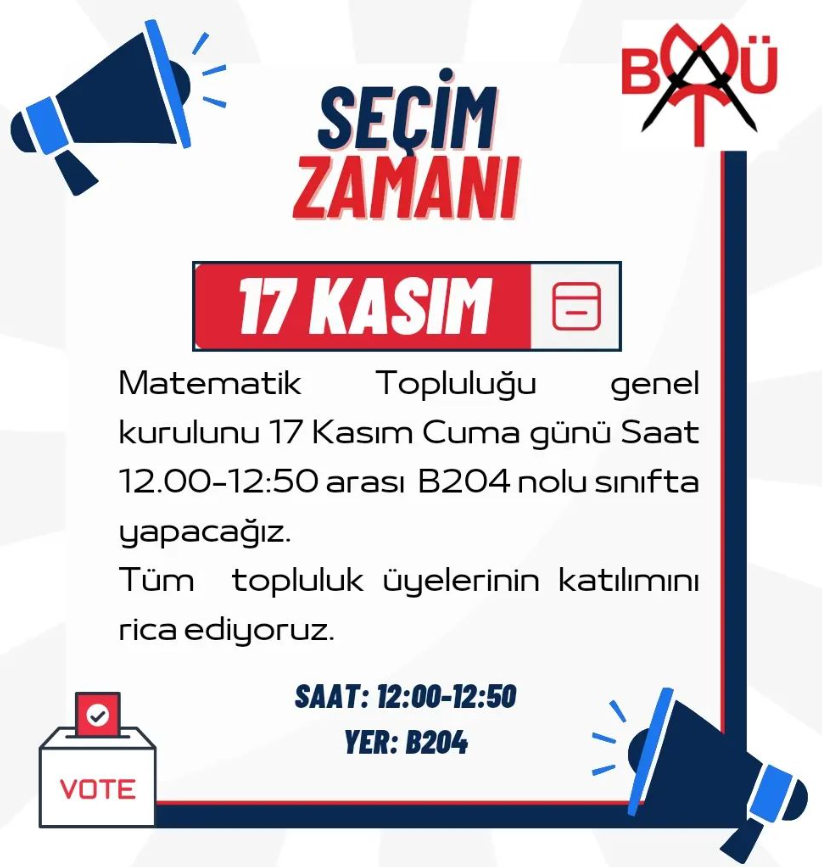 BMTÜ
SEÇİM
ZAMANI
17 KASIM
Matematik Topluluğu genel
kurulunu 17 Kasım Cuma günü Saat
12.00-12:50 arası B204 nolu sınıfta
yapacağız.
Tüm topluluk üyelerinin katılımını
rica ediyoruz.
SAAT: 12:00-12:50
YER: B204
VOTE